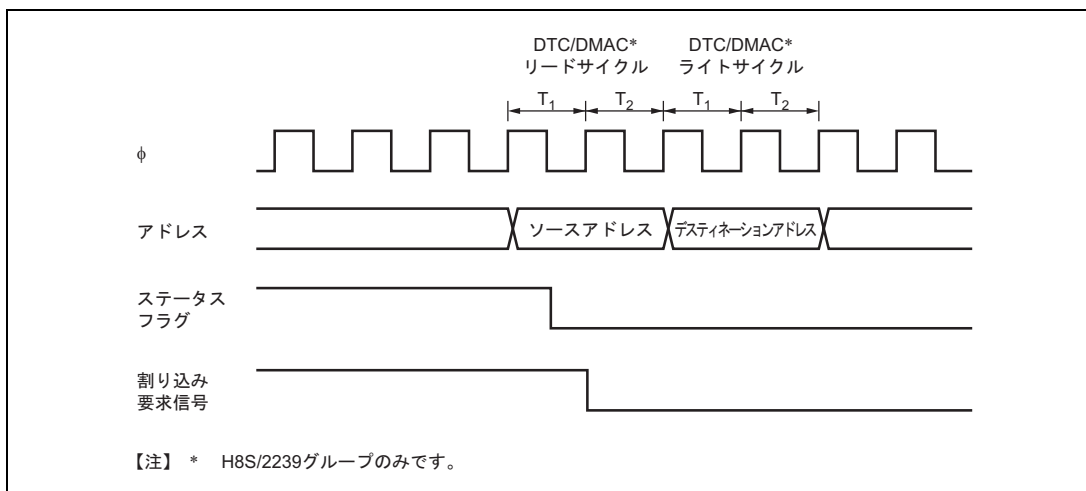 DTC/DMAC* DTC/DMAC*
リードサイクル ライトサイクル
T1 T2 T1 T2
φ
アドレス ソースアドレス デスティネーションアドレス
ステータス
フラグ
割り込み
要求信号
【注】 * H8S/2239グループのみです。